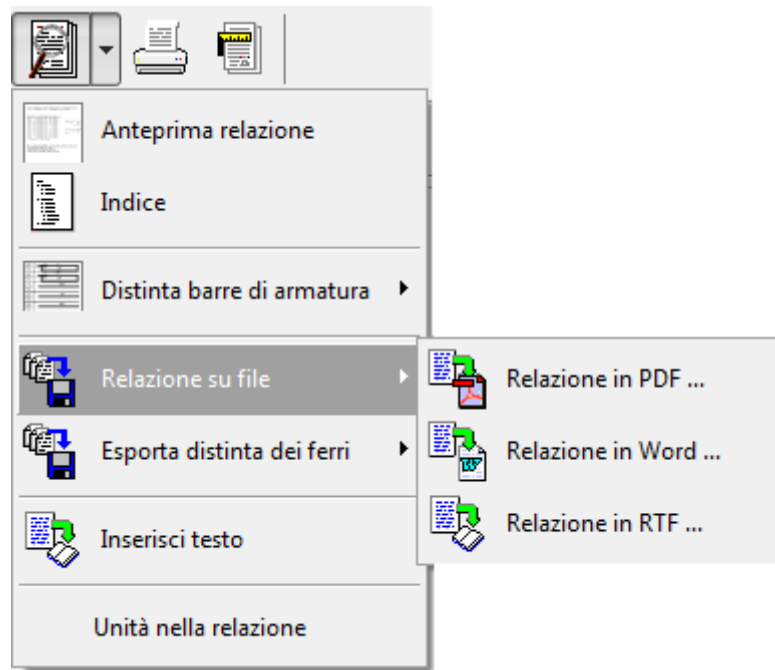 Anteprima relazione
Indice
Distinta barre di armatura
Relazione su file
Relazione in PDF ...
Relazione in Word ...
Relazione in RTF ...
Esporta distinta dei ferri
Inserisci testo
Unità nella relazione